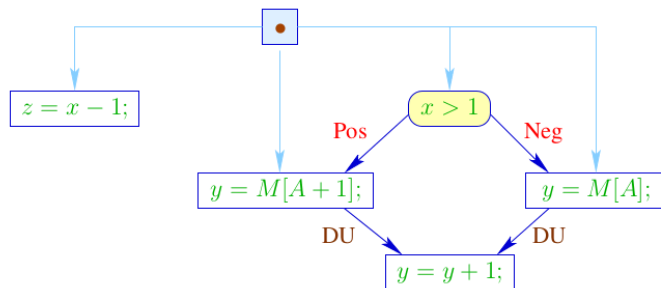 z = x − 1;
x > 1
Pos
Neg
y = M[A + 1];
y = M[A];
DU
DU
y = y + 1;